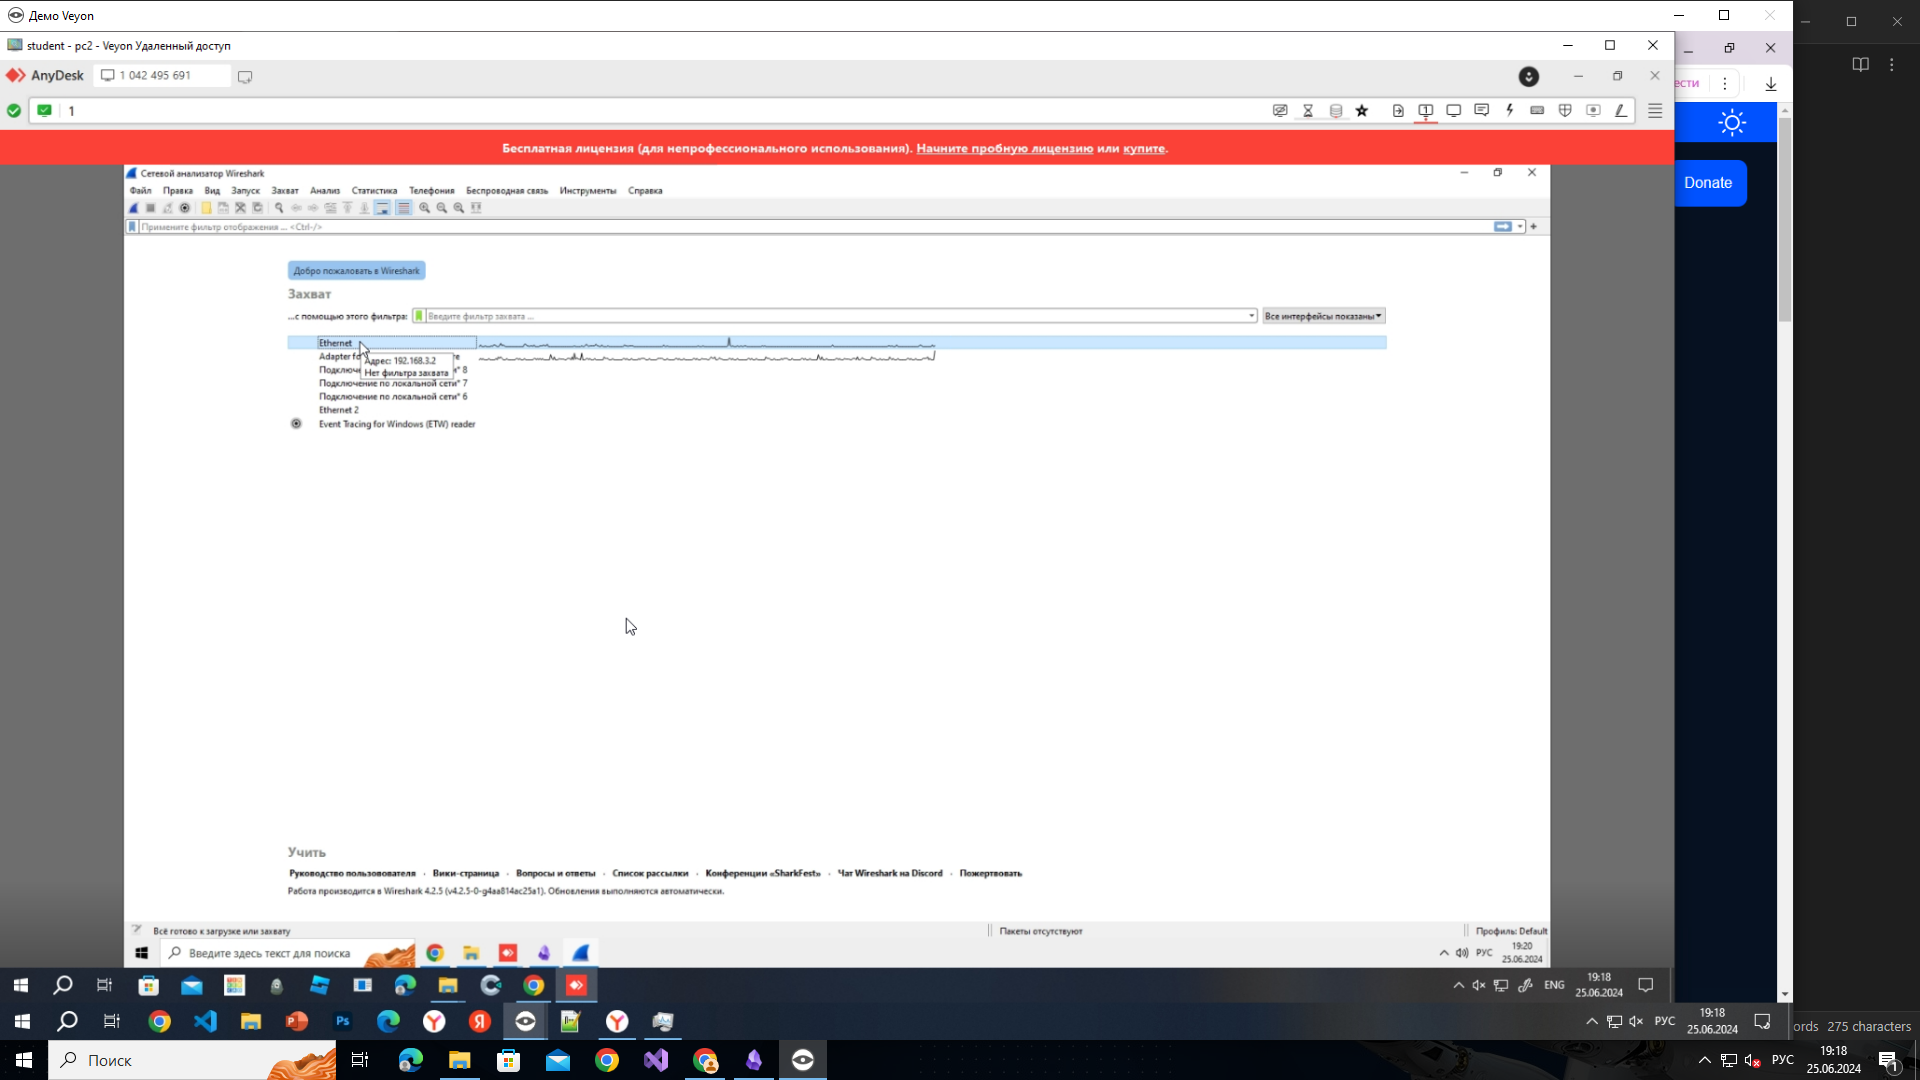 Демо Veyon
student - pc2 - Veyon Удаленный доступ
AnyDesk
1 042 495 691
1
ести
Бесплатная лицензия (для непрофессионального использования). Начните пробную лицензию или купите.
Donate
Сетевой анализатор Wireshark
Файл Правка Вид Запуск Захват Анализ Статистика Телефония Беспроводная связь Инструменты Справка
Примените фильтр отображения ... <Ctrl-/>
Добро пожаловать в Wireshark
Захват
...с помощью этого фильтра:
Введите фильтр захвата ...
Все интерфейсы показаны
Ethernet
Adapter fo
re
Адрес: 192.168.3.2
Нет фильтра захвата
Подключе
и* 8
Подключение по локальной сети* 7
Подключение по локальной сети* 6
Ethernet 2
Event Tracing for Windows (ETW) reader
Учить
Руководство пользователя · Вики-страница · Вопросы и ответы · Список рассылки · Конференции «SharkFest» · Чат Wireshark на Discord · Пожертвовать
Работа производится в Wireshark 4.2.5 (v4.2.5-0-g4aa814ac25a1). Обновления выполняются автоматически.
Всё готово к загрузке или захвату
Пакеты отсутствуют
Профиль: Default
Введите здесь текст для поиска
РУС
19:20
25.06.2024
ENG
19:18
25.06.2024
Ps
Я
РУС
19:18
25.06.2024
ords 275 characters
Поиск
РУС
19:18
25.06.2024
1